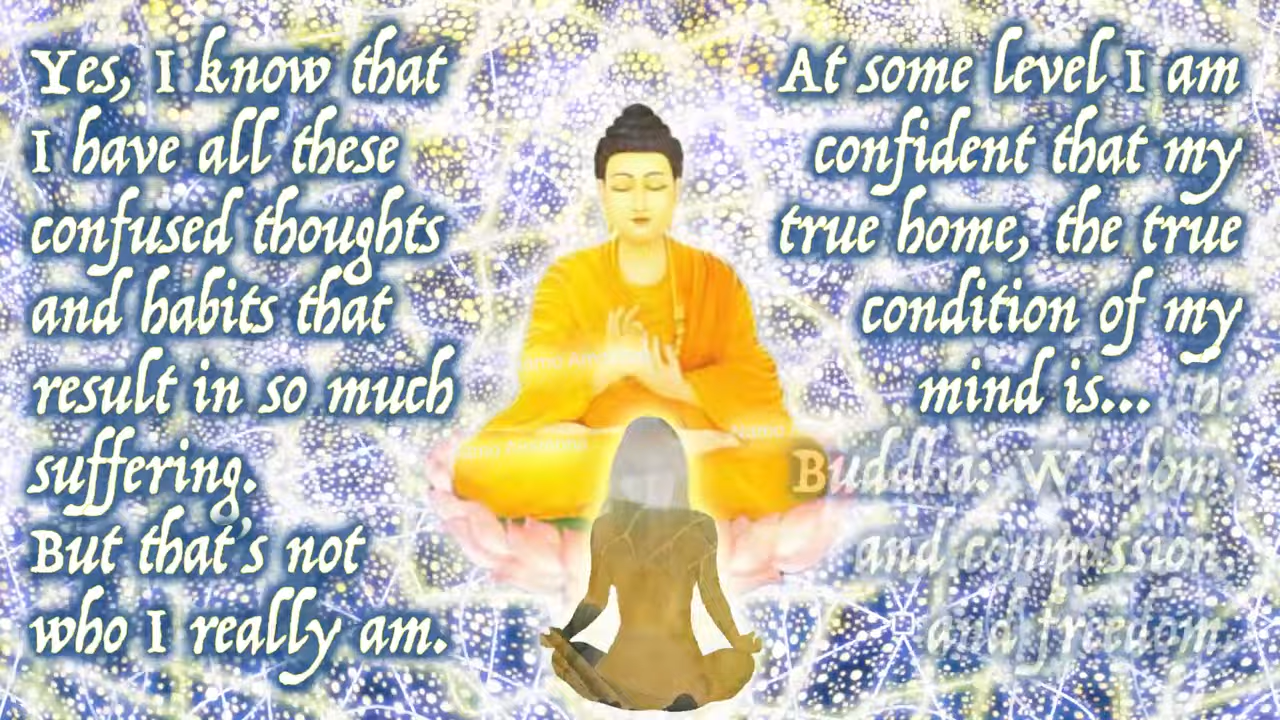 Yes, I know that
I have all these
confused thoughts
and habits that
result in so much
suffering.
But that's not
who I really am.
At some level I am
confident that my
true home, the true
condition of my
mind is... the
Buddha: Wisdom,
and compassion,
and freedom.